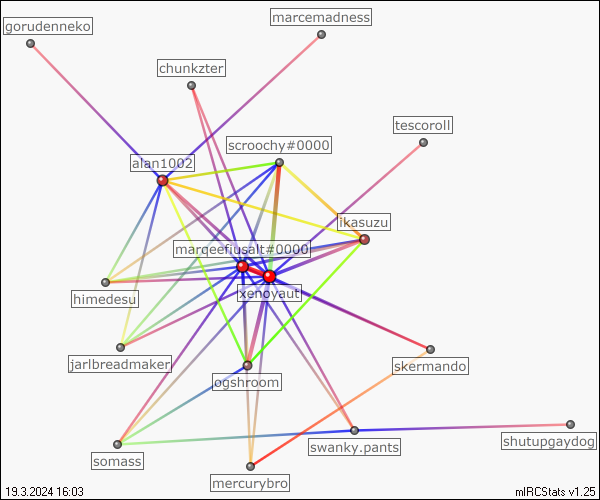 marcemadness
gorudenneko
chunkzter
tescoroll
scroochy#0000
alan1002
ikasuzu
marqeefiusalt#0000
xenoyaut
himedesu
jarlbreadmaker
skermando
ogshroom
shutupgaydog
swanky.pants
somass
mercurybro
19.3.2024 16:03
mIRCStats v1.25